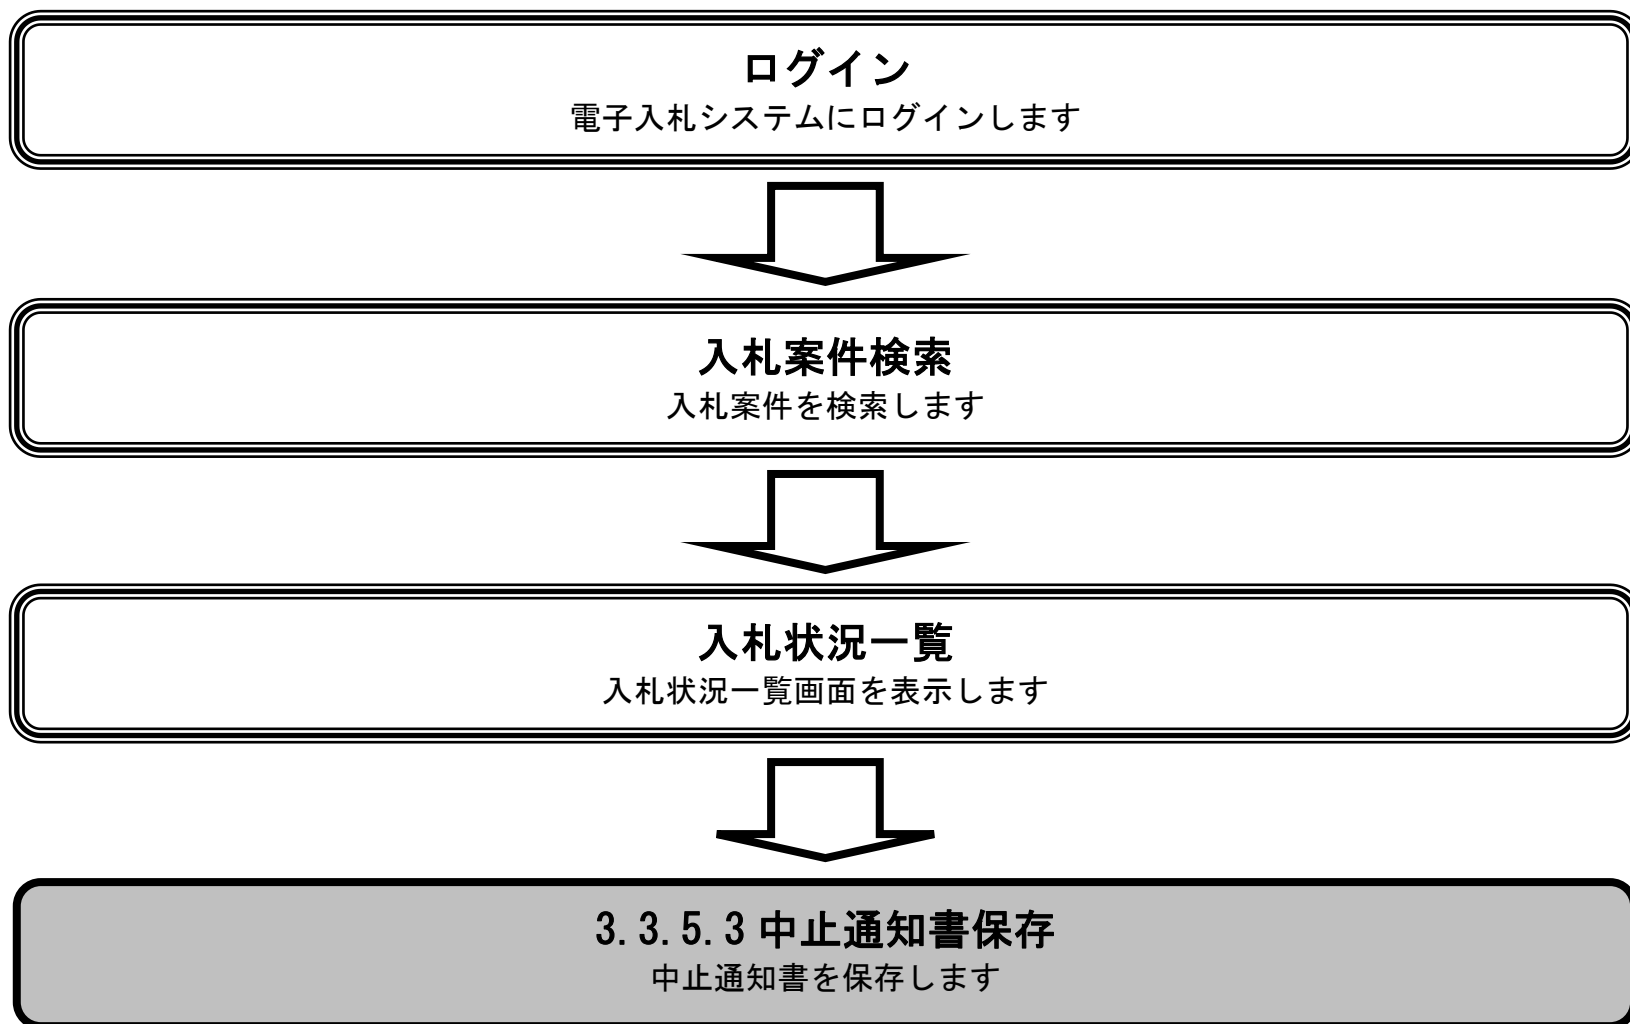 ログイン
電子入札システムにログインします
入札案件検索
入札案件を検索します
入札状況一覧
入札状況一覧画面を表示します
3.3.5.3 中止通知書保存
中止通知書を保存します